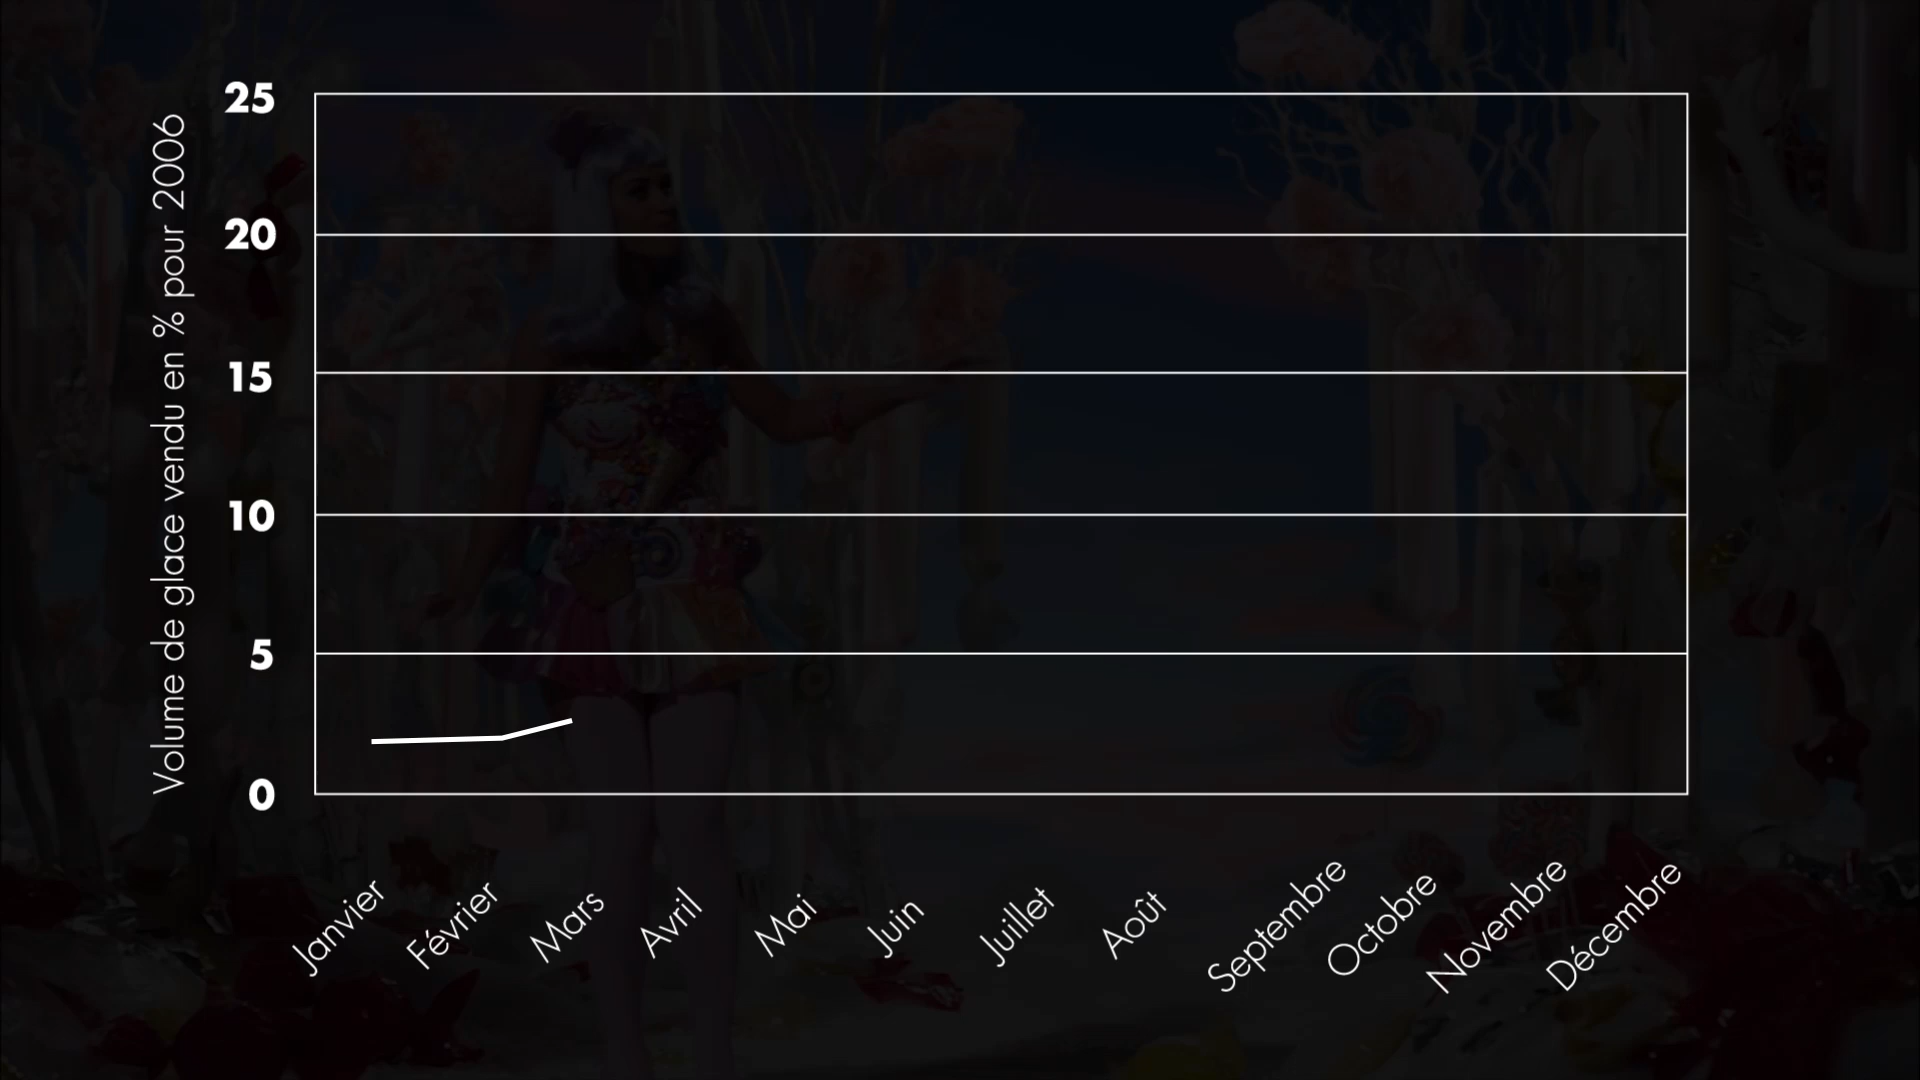 Volume de glace vendu en % pour 2006
25
20
15
10
5
0
Janvier
Février
Mars
Avril
Mai
Juin
Juillet
Août
Septembre
Octobre
Novembre
Décembre